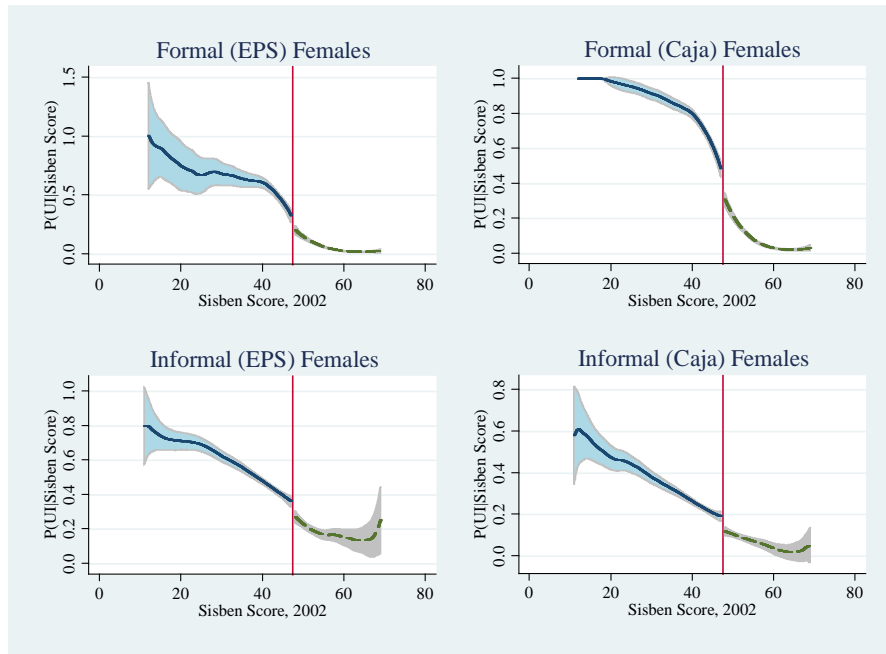 Formal (EPS) Females
P(UI|Sisben Score)
1.5
1.0
0.5
0.0
0 20 40 60 80
Sisben Score, 2002
Formal (Caja) Females
P(UI|Sisben Score)
1.0
0.8
0.6
0.4
0.2
0.0
0 20 40 60 80
Sisben Score, 2002
Informal (EPS) Females
P(UI|Sisben Score)
1.0
0.8
0.6
0.4
0.2
0.0
0 20 40 60 80
Sisben Score, 2002
Informal (Caja) Females
P(UI|Sisben Score)
0.8
0.6
0.4
0.2
0.0
0 20 40 60 80
Sisben Score, 2002